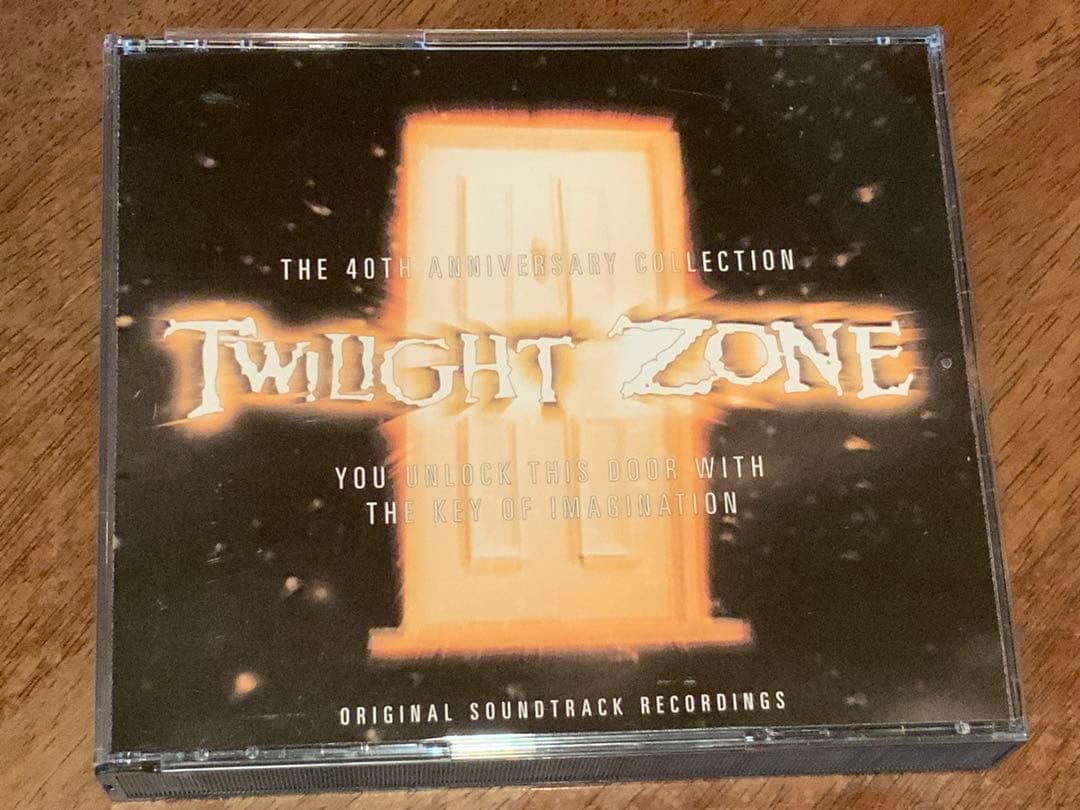 THE 40TH ANNIVERSARY COLLECTION
TWILIGHT ZONE
YOU UNLOCK THIS DOOR WITH
THE KEY OF IMAGINATION
ORIGINAL SOUNDTRACK RECORDINGS